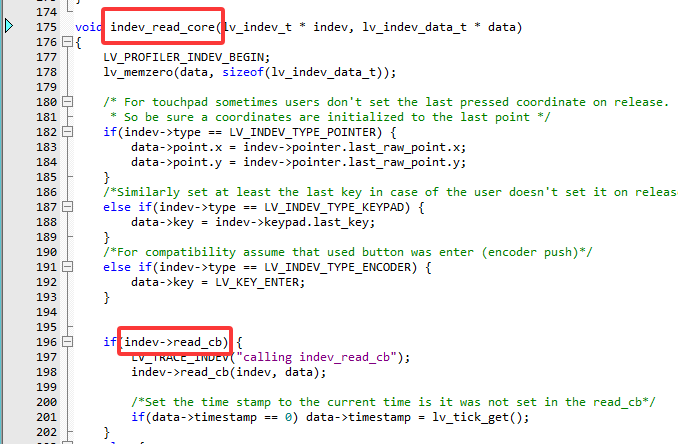 174
175 void indev_read_core(lv_indev_t * indev, lv_indev_data_t * data)
176 {
177 LV_PROFILER_INDEV_BEGIN;
178 lv_memzero(data, sizeof(lv_indev_data_t));
179
180 /* For touchpad sometimes users don't set the last pressed coordinate on release.
181 * So be sure a coordinates are initialized to the last point */
182 if(indev->type == LV_INDEV_TYPE_POINTER) {
183 data->point.x = indev->pointer.last_raw_point.x;
184 data->point.y = indev->pointer.last_raw_point.y;
185 }
186 /*Similarly set at least the last key in case of the user doesn't set it on releas
187 else if(indev->type == LV_INDEV_TYPE_KEYPAD) {
188 data->key = indev->keypad.last_key;
189 }
190 /*For compatibility assume that used button was enter (encoder push)*/
191 else if(indev->type == LV_INDEV_TYPE_ENCODER) {
192 data->key = LV_KEY_ENTER;
193 }
194
195
196 if(indev->read_cb) {
197 LV_TRACE_INDEV("calling indev_read_cb");
198 indev->read_cb(indev, data);
199
200 /*Set the time stamp to the current time is it was not set in the read_cb*/
201 if(data->timestamp == 0) data->timestamp = lv_tick_get();
202 }